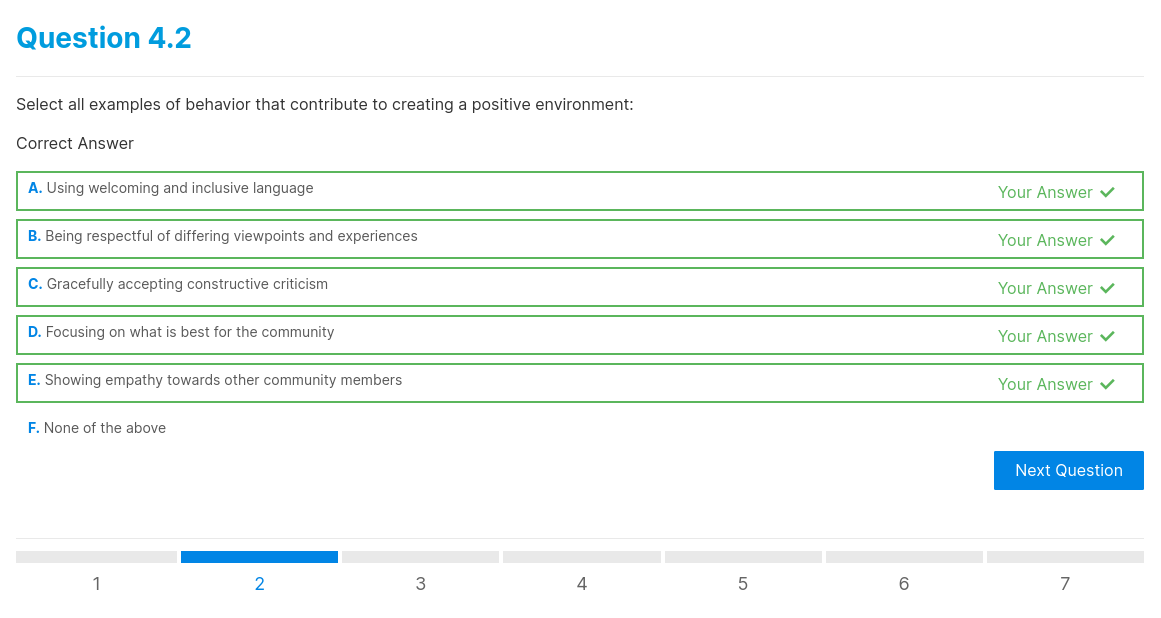 Question 4.2
Select all examples of behavior that contribute to creating a positive environment:
Correct Answer
A. Using welcoming and inclusive language Your Answer ✓
B. Being respectful of differing viewpoints and experiences Your Answer ✓
C. Gracefully accepting constructive criticism Your Answer ✓
D. Focusing on what is best for the community Your Answer ✓
E. Showing empathy towards other community members Your Answer ✓
F. None of the above
Next Question
1 2 3 4 5 6 7